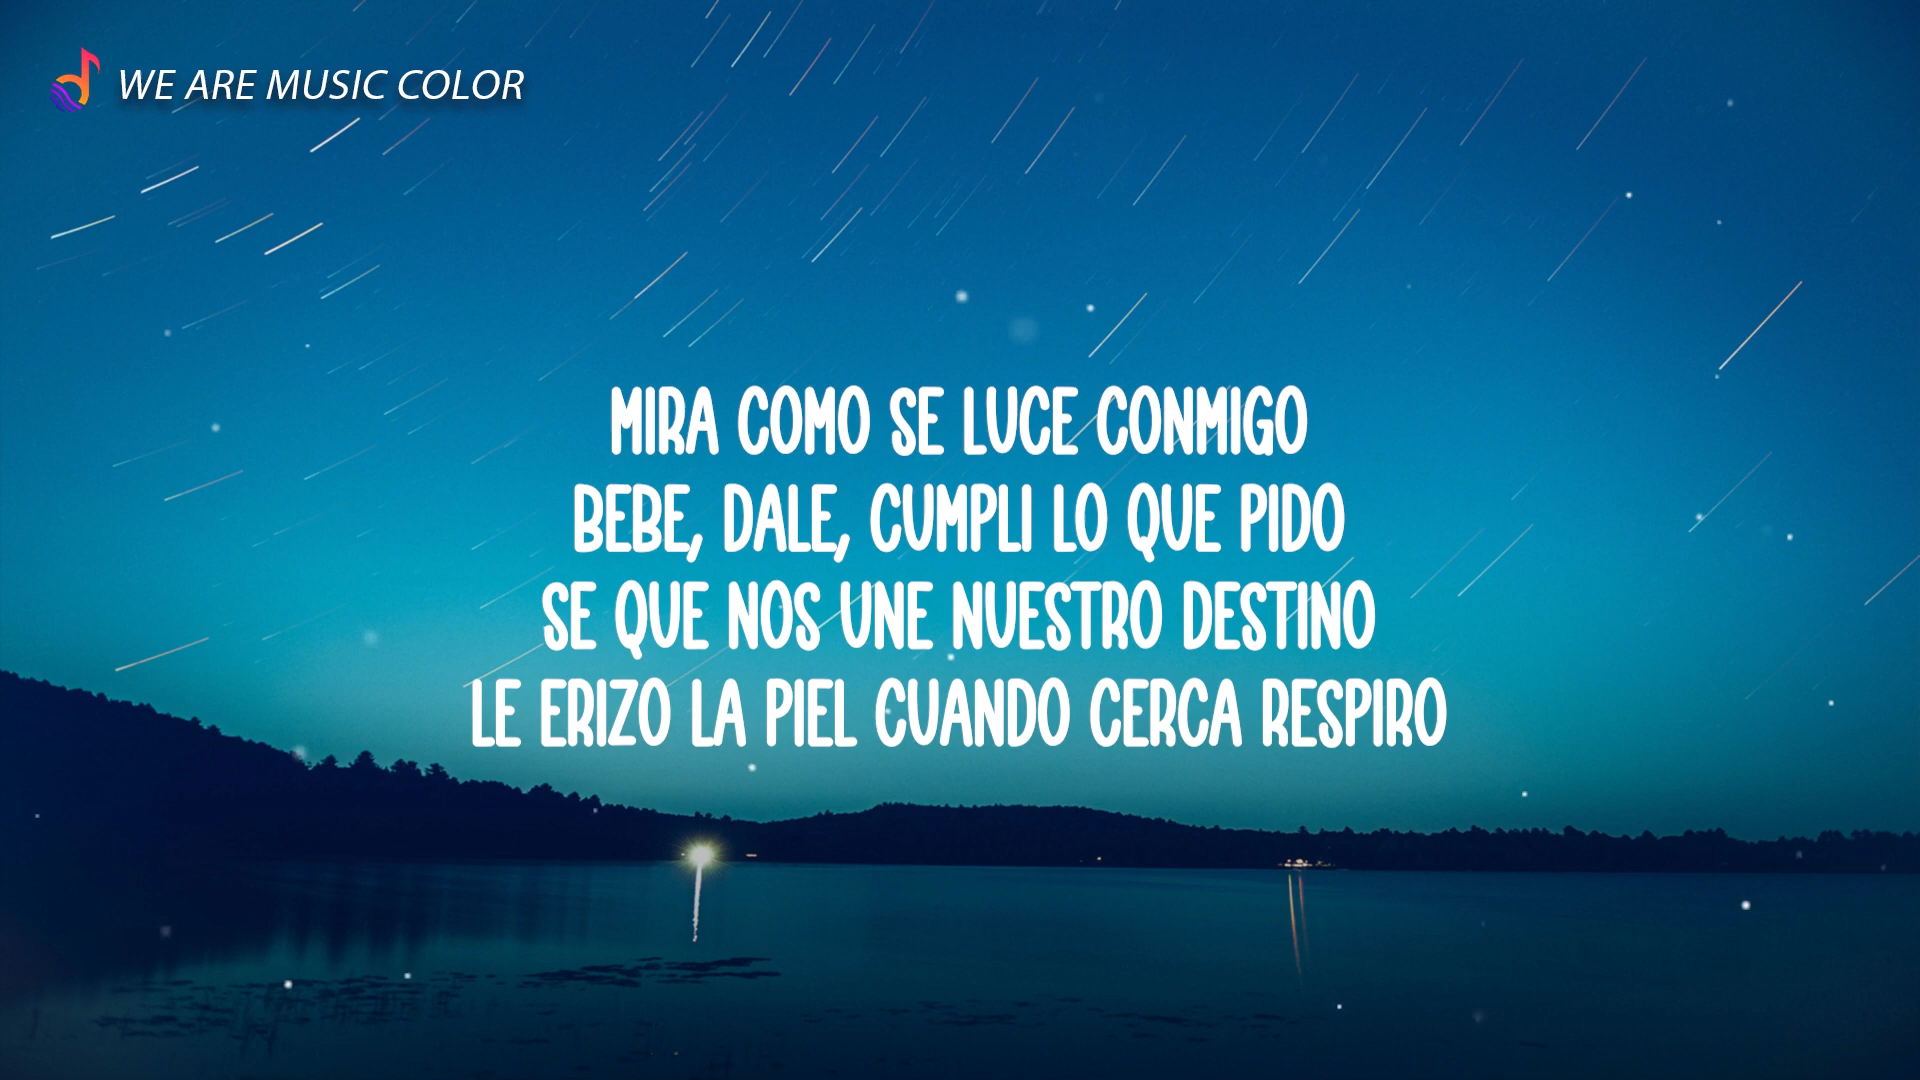 WE ARE MUSIC COLOR
MIRA COMO SE LUCE CONMIGO
BEBE, DALE, CUMPLI LO QUE PIDO
SE QUE NOS UNE NUESTRO DESTINO
LE ERIZO LA PIEL CUANDO CERCA RESPIRO